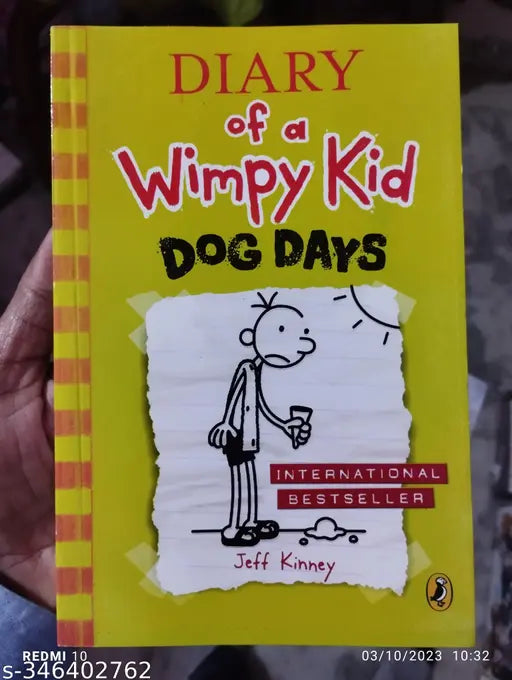 DIARY
of a
Wimpy Kid
DOG DAYS
INTERNATIONAL
BESTSELLER
Jeff Kinney
REDMI 10
03/10/2023 10:32
s-346402762